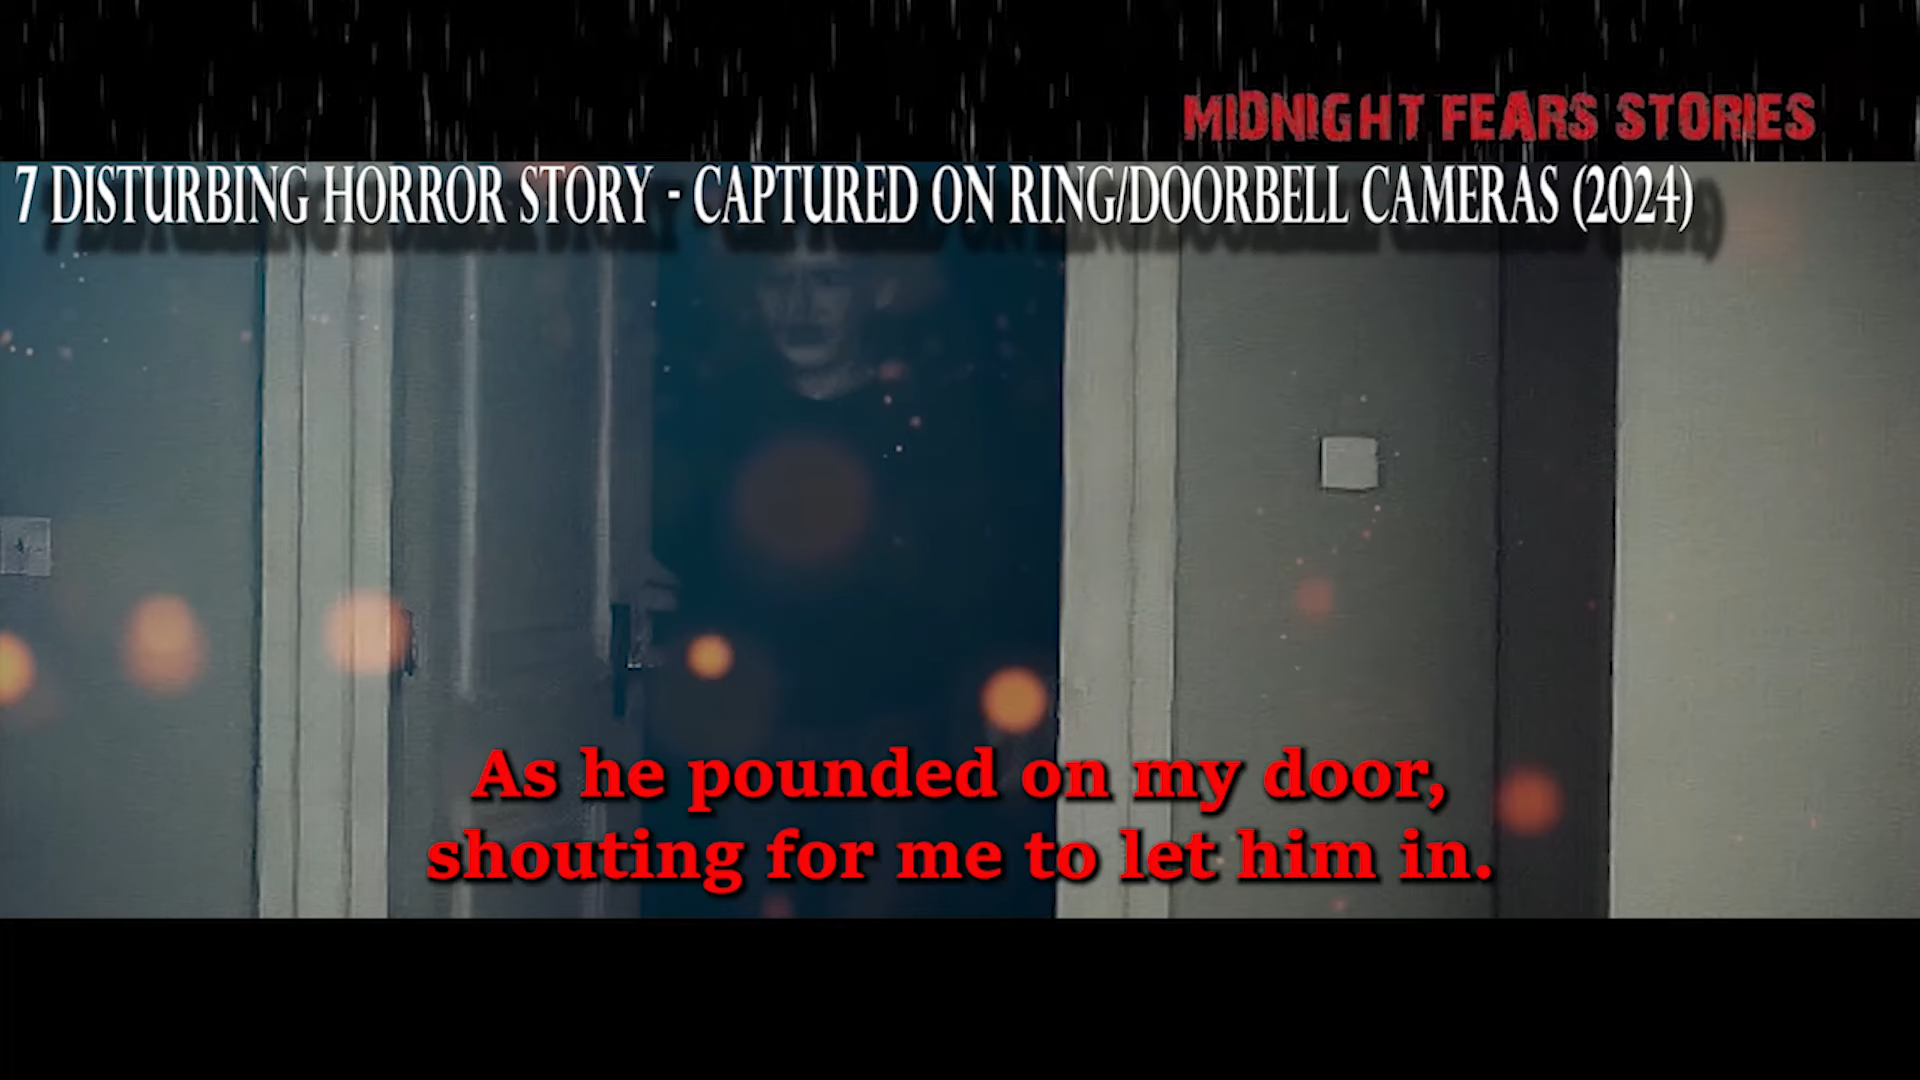 MIDNIGHT FEARS STORIES
7 DISTURBING HORROR STORY - CAPTURED ON RING/DOORBELL CAMERAS (2024)
As he pounded on my door,
shouting for me to let him in.